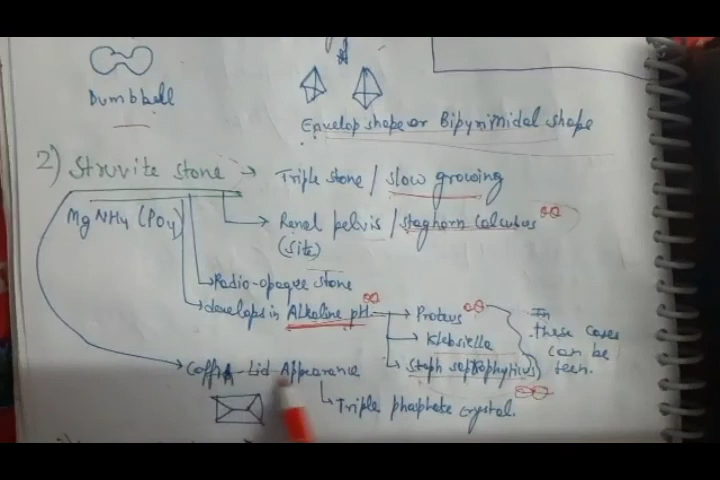 Dumbbell
Envelop shape or Bipyrimidal shape
2) Struvite stone → Triple stone / slow growing
MgNH4 (PO4)
Renal pelvis / staghorn calculus
(site)
Radio-opaque stone
develops in Alkaline pH → Proteus
Klebsiella
Staph saprophyticus
In
these cases
can be
seen.
Coffin-Lid Appearance
Triple phosphate crystal.